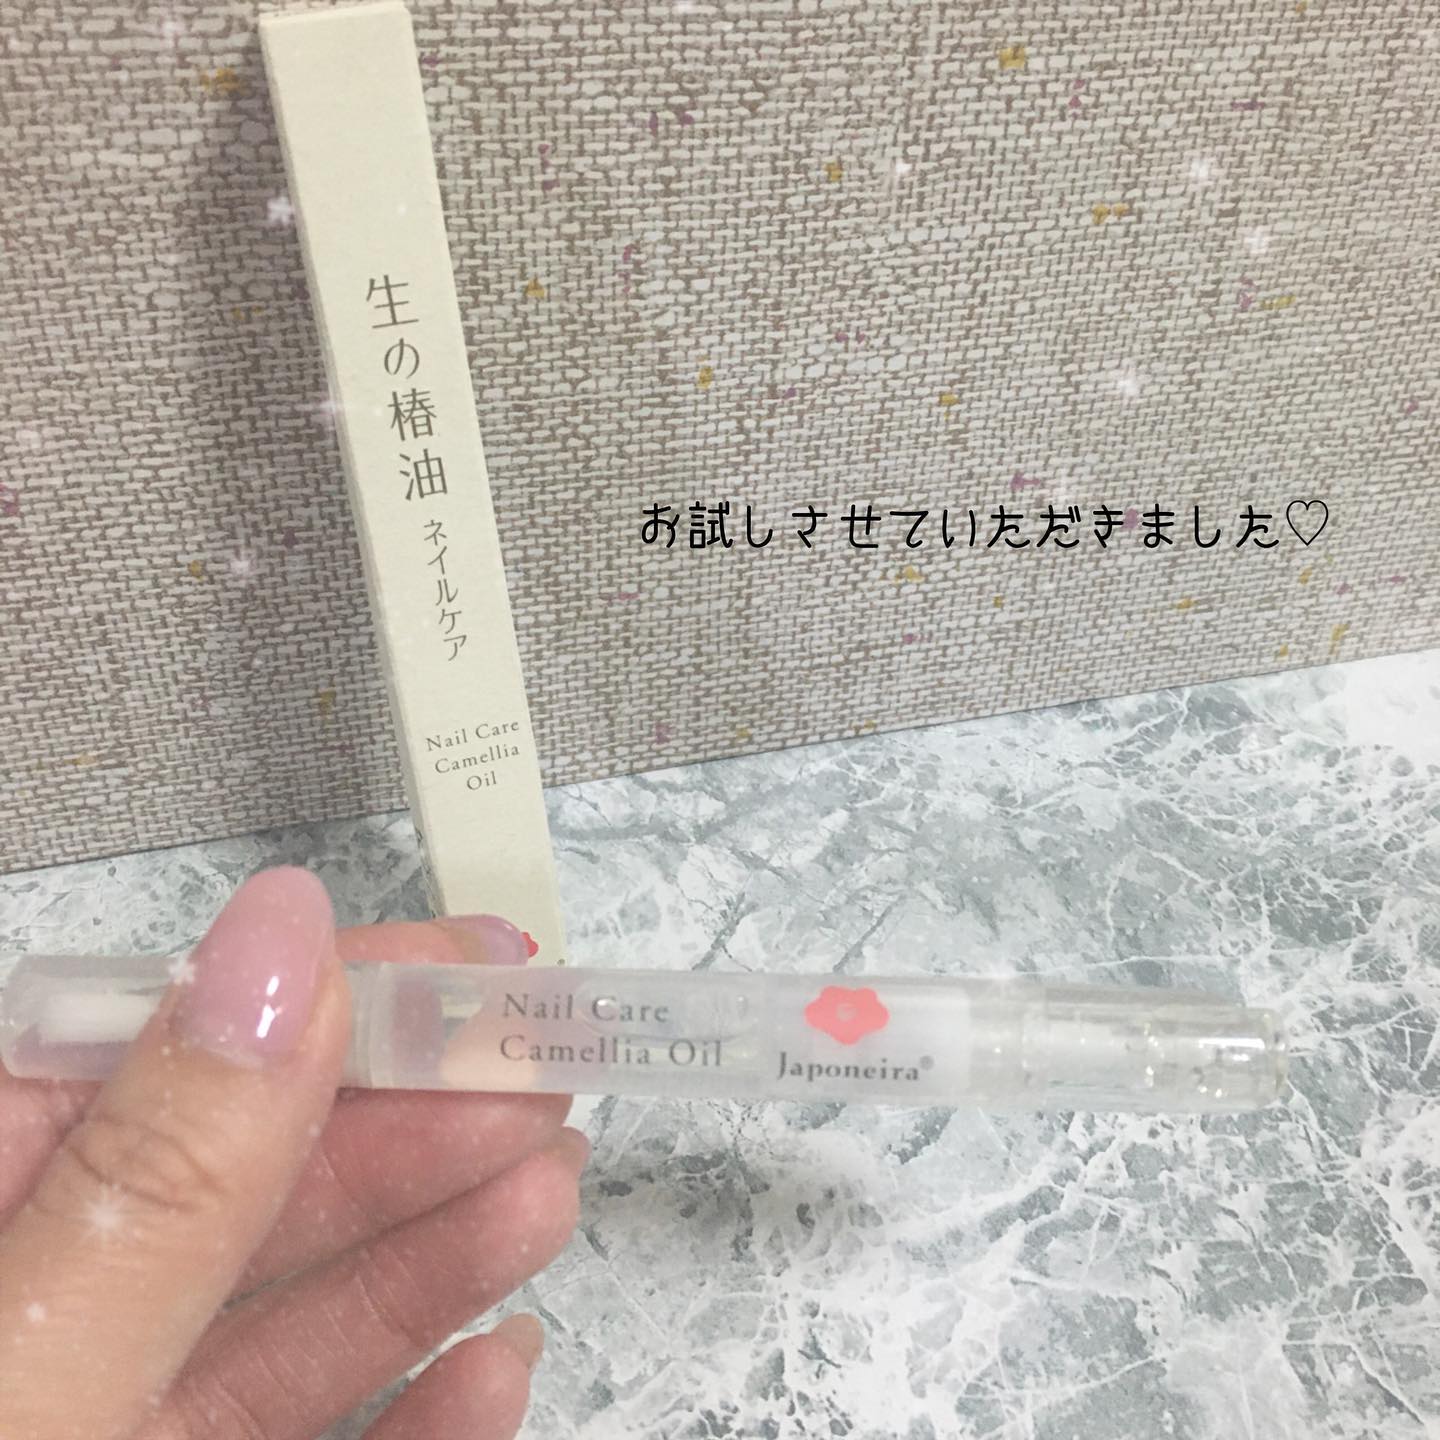 生の椿油
ネイルケア
Nail Care
Camellia
Oil
お試しさせていただきました♡
Nail Care
Camellia Oil
Japoneira®